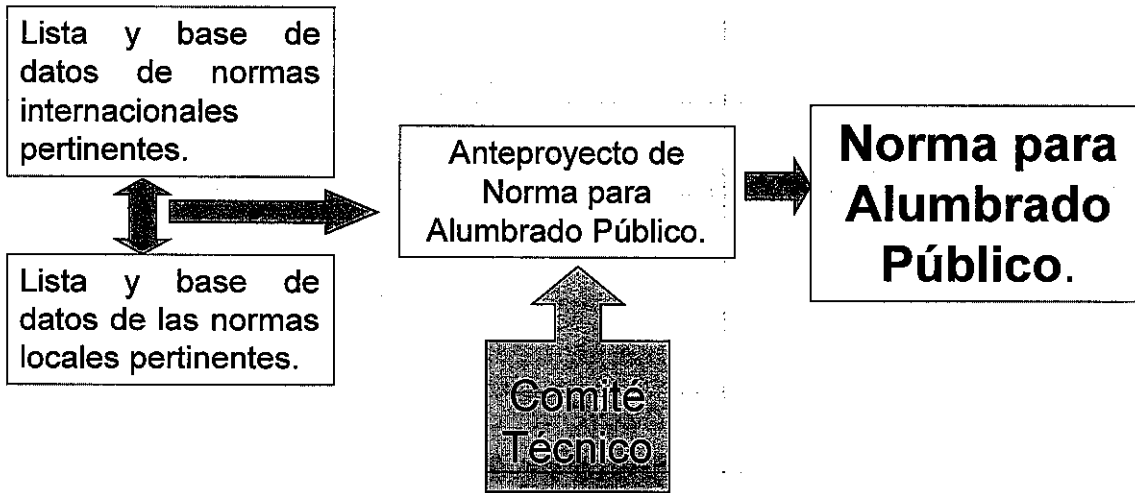 Lista y base de
datos de normas
internacionales
pertinentes.
Lista y base de
datos de las normas
locales pertinentes.
Anteproyecto de
Norma para
Alumbrado Público.
Comité
Técnico
Norma para
Alumbrado
Público.